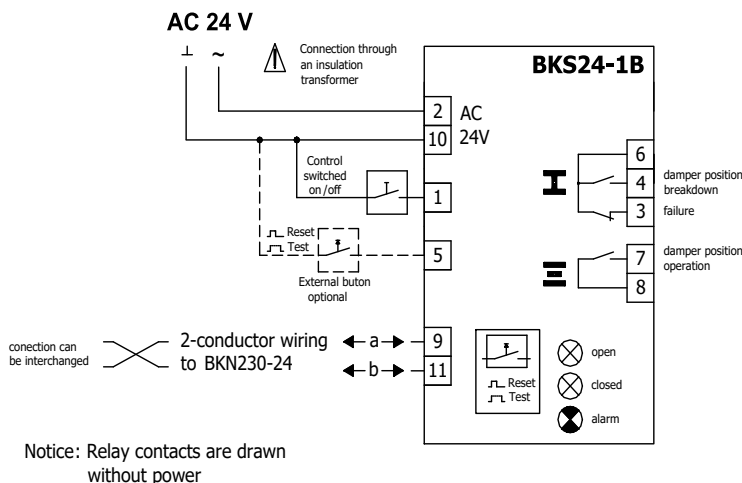 AC 24 V
⊥ ~
Connection through
an insulation
transformer
BKS24-1B
2 AC
10 24V
Control
switched
on /off
1
Reset
Test
5
External buton
optional
6
4 damper position
breakdown
3 failure
7 damper position
operation
8
conection can
be interchanged
2-conductor wiring
to BKN230-24
a 9
b 11
Reset
Test
open
closed
alarm
Notice: Relay contacts are drawn
without power